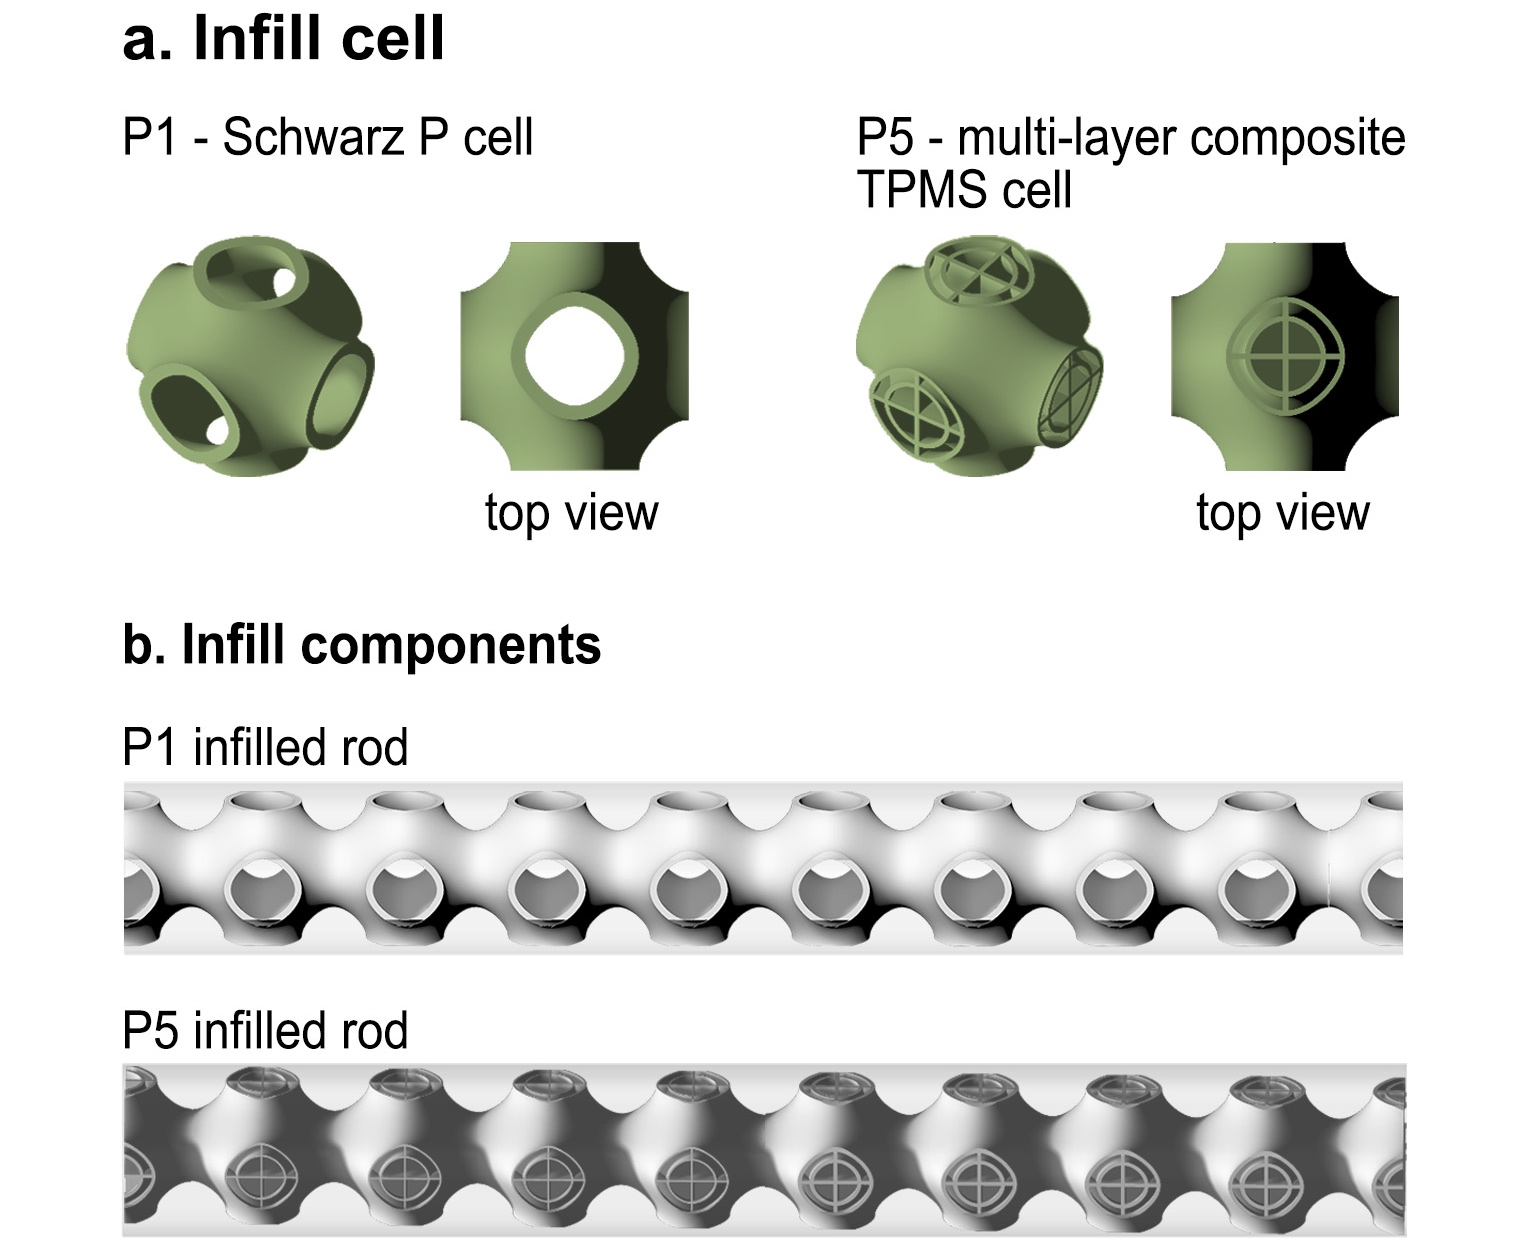 a. Infill cell
P1 - Schwarz P cell
P5 - multi-layer composite
TPMS cell
top view
top view
b. Infill components
P1 infilled rod
P5 infilled rod